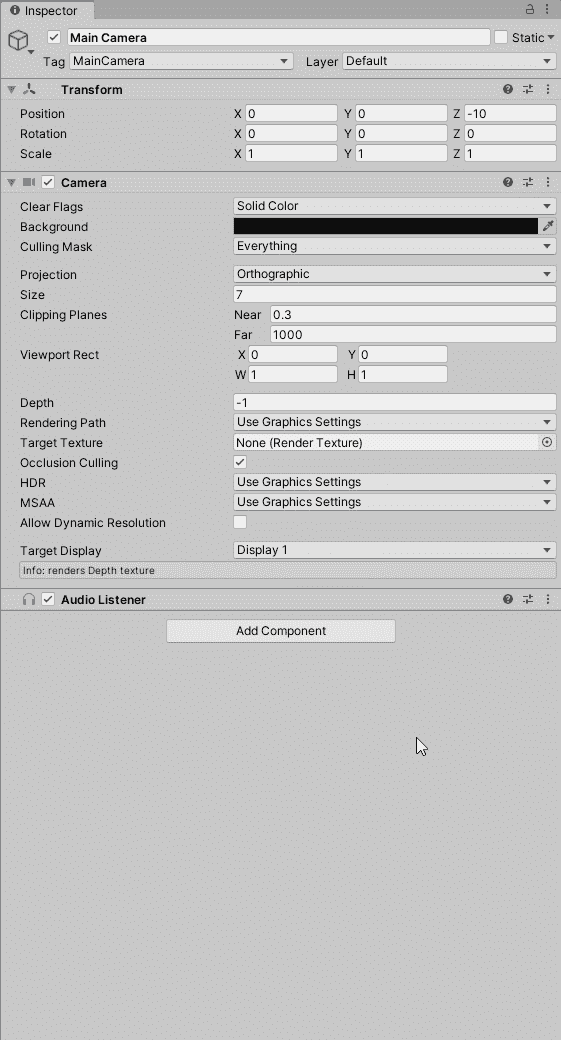 Inspector
Main Camera Static
Tag MainCamera Layer Default
Transform
Position X 0 Y 0 Z -10
Rotation X 0 Y 0 Z 0
Scale X 1 Y 1 Z 1
Camera
Clear Flags Solid Color
Background
Culling Mask Everything
Projection Orthographic
Size 7
Clipping Planes Near 0.3
Far 1000
Viewport Rect X 0 Y 0
W 1 H 1
Depth -1
Rendering Path Use Graphics Settings
Target Texture None (Render Texture)
Occlusion Culling
HDR Use Graphics Settings
MSAA Use Graphics Settings
Allow Dynamic Resolution
Target Display Display 1
Info: renders Depth texture
Audio Listener
Add Component